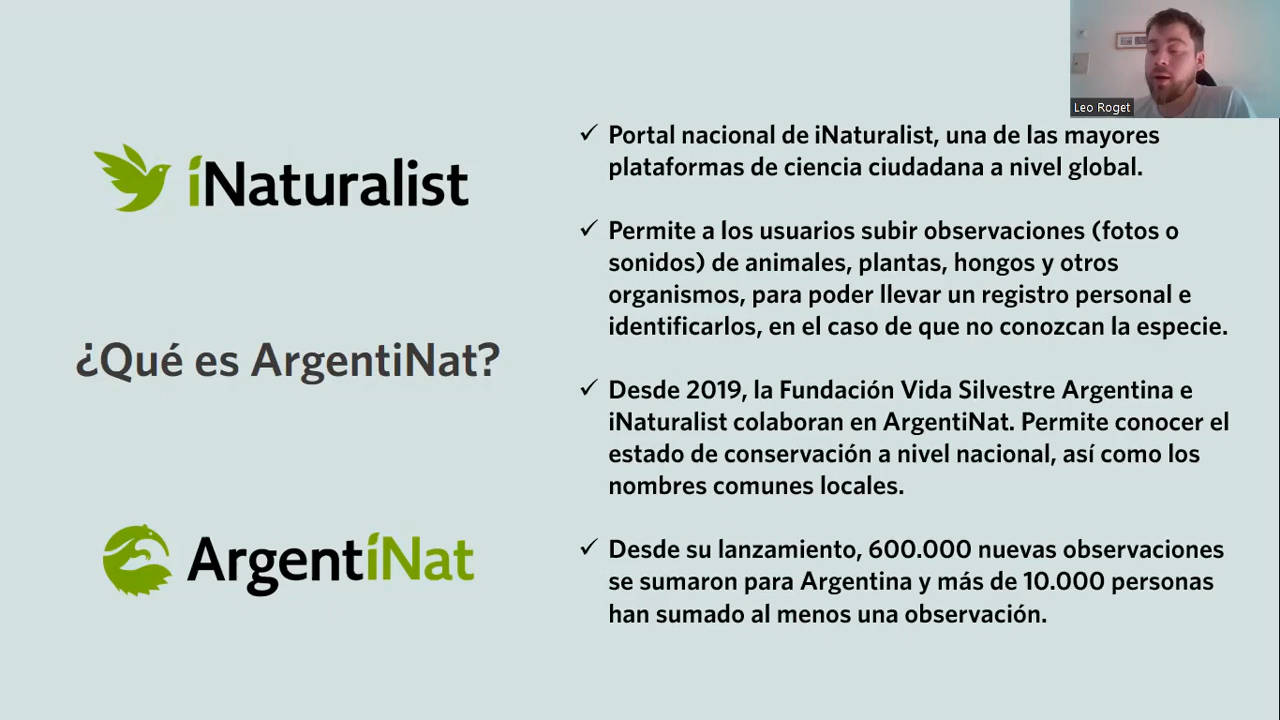 Leo Roget
iNaturalist
¿Qué es ArgentiNat?
ArgentiNat
✓ Portal nacional de iNaturalist, una de las mayores
plataformas de ciencia ciudadana a nivel global.
✓ Permite a los usuarios subir observaciones (fotos o
sonidos) de animales, plantas, hongos y otros
organismos, para poder llevar un registro personal e
identificarlos, en el caso de que no conozcan la especie.
✓ Desde 2019, la Fundación Vida Silvestre Argentina e
iNaturalist colaboran en ArgentiNat. Permite conocer el
estado de conservación a nivel nacional, así como los
nombres comunes locales.
✓ Desde su lanzamiento, 600.000 nuevas observaciones
se sumaron para Argentina y más de 10.000 personas
han sumado al menos una observación.